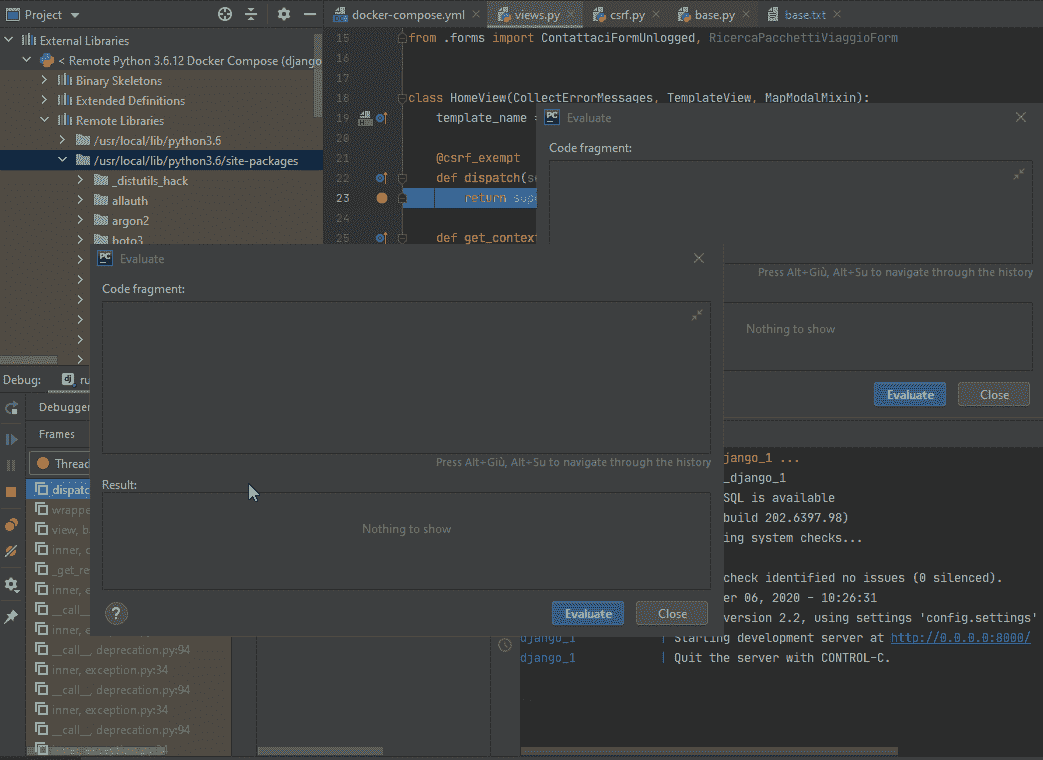 Project
docker-compose.yml
views.py
csrf.py
base.py
base.txt
External Libraries
< Remote Python 3.6.12 Docker Compose (django
Binary Skeletons
Extended Definitions
Remote Libraries
/usr/local/lib/python3.6
/usr/local/lib/python3.6/site-packages
_distutils_hack
allauth
argon2
boto3
15 from .forms import ContattaciFormUnlogged, RicercaPacchettiViaggioForm
16
17
18 class HomeView(CollectErrorMessages, TemplateView, MapModalMixin):
19 template_name =
20
21 @csrf_exempt
22 def dispatch(se
23 return supe
24
25 def get_context
PC Evaluate
Code fragment:
Press Alt+Giù, Alt+Su to navigate through the history
Nothing to show
Evaluate
Close
PC Evaluate
Code fragment:
Press Alt+Giù, Alt+Su to navigate through the history
Result:
Nothing to show
?
Evaluate
Close
Debug:
dj ru
Debugger
Frames
Thread
dispatc
wrappe
view, b
inner, c
_get_re
inner, e
__call__
inner, e
__call__, deprecation.py:94
inner, exception.py:34
__call__, deprecation.py:94
inner, exception.py:34
__call__, deprecation.py:94
inner, exception.py:34
jango_1 ...
_django_1
SQL is available
build 202.6397.98)
ing system checks...
check identified no issues (0 silenced).
er 06, 2020 - 10:26:31
version 2.2, using settings 'config.settings'
django_1 | Starting development server at http://0.0.0.0:8000/
django_1 | Quit the server with CONTROL-C.